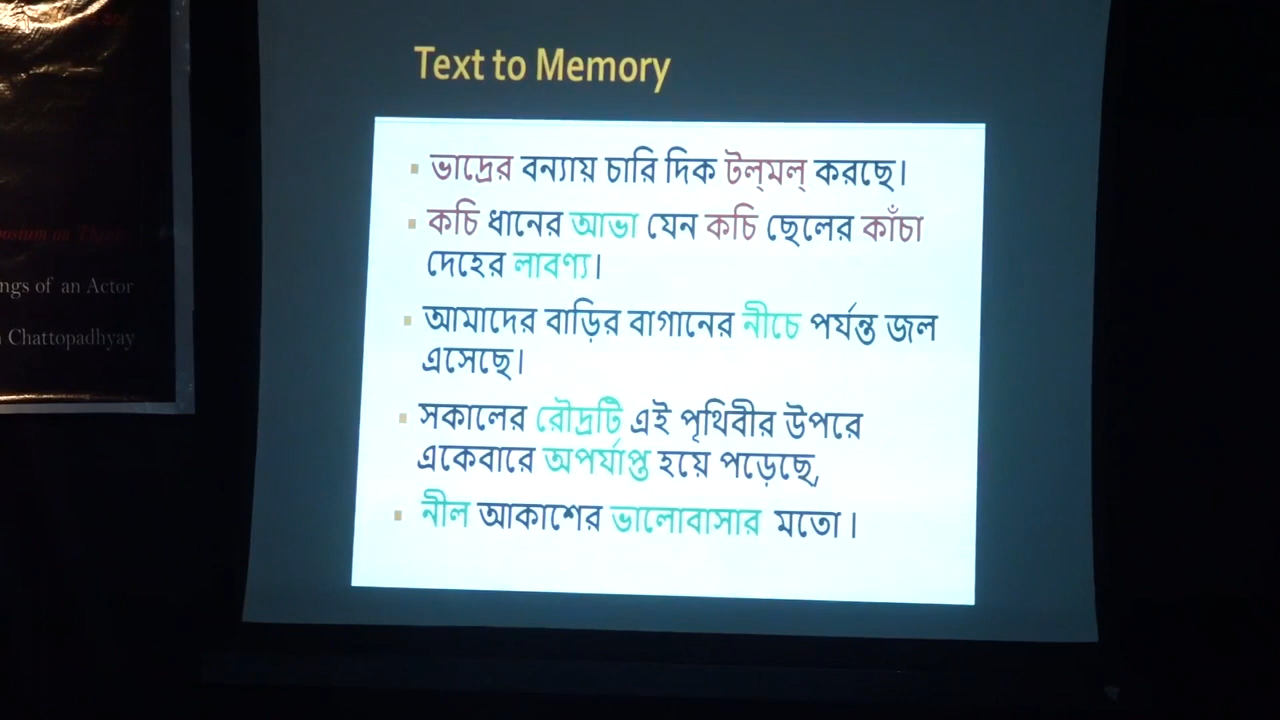 Text to Memory
ভাদ্রের বন্যায় চারি দিক টল্‌মল্‌ করছে।
কচি ধানের আভা যেন কচি ছেলের কাঁচা
দেহের লাবণ্য।
আমাদের বাড়ির বাগানের নীচে পর্যন্ত জল
এসেছে।
সকালের রৌদ্রটি এই পৃথিবীর উপরে
একেবারে অপর্যাপ্ত হয়ে পড়েছে,
নীল আকাশের ভালোবাসার মতো।
of an Actor
Chattopadhyay